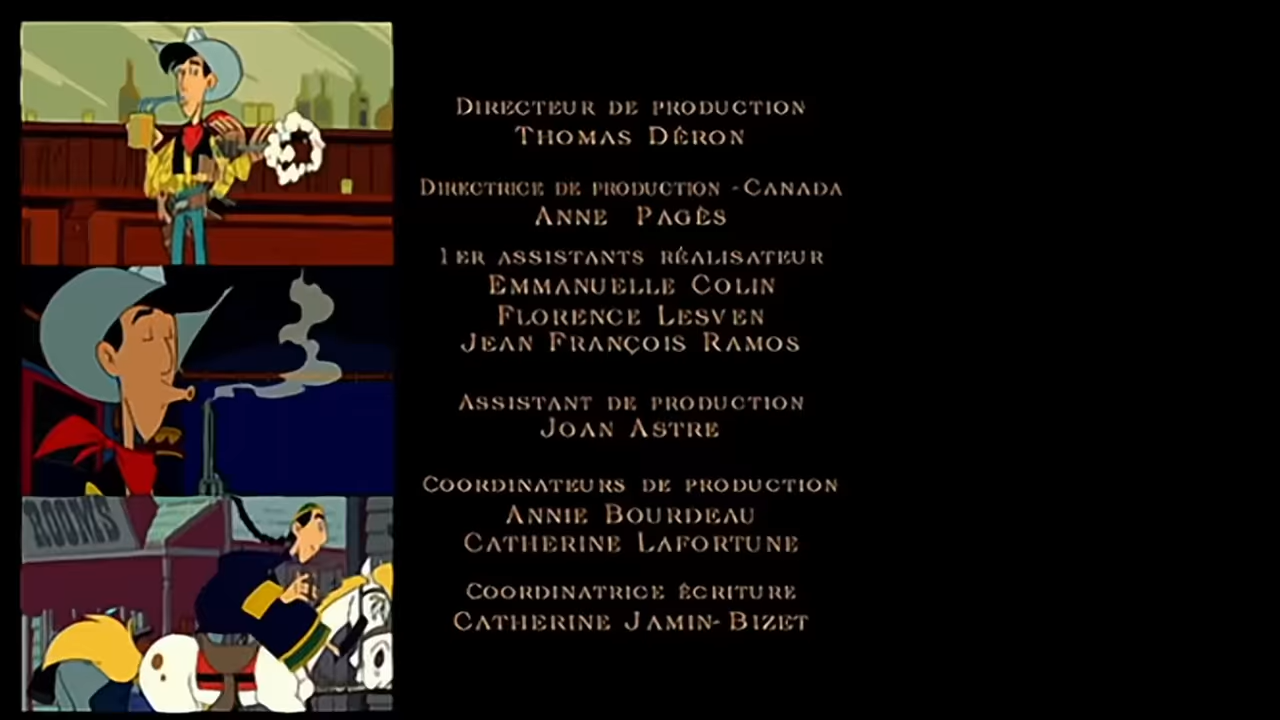 ROOMS
DIRECTEUR DE PRODUCTION
THOMAS DÉRON
DIRECTRICE DE PRODUCTION - CANADA
ANNE PAGÈS
1ER ASSISTANTS RÉALISATEUR
EMMANUELLE COLIN
FLORENCE LESVEN
JEAN FRANÇOIS RAMOS
ASSISTANT DE PRODUCTION
JOAN ASTRE
COORDINATEURS DE PRODUCTION
ANNIE BOURDEAU
CATHERINE LAFORTUNE
COORDINATRICE ÉCRITURE
CATHERINE JAMIN-BIZET